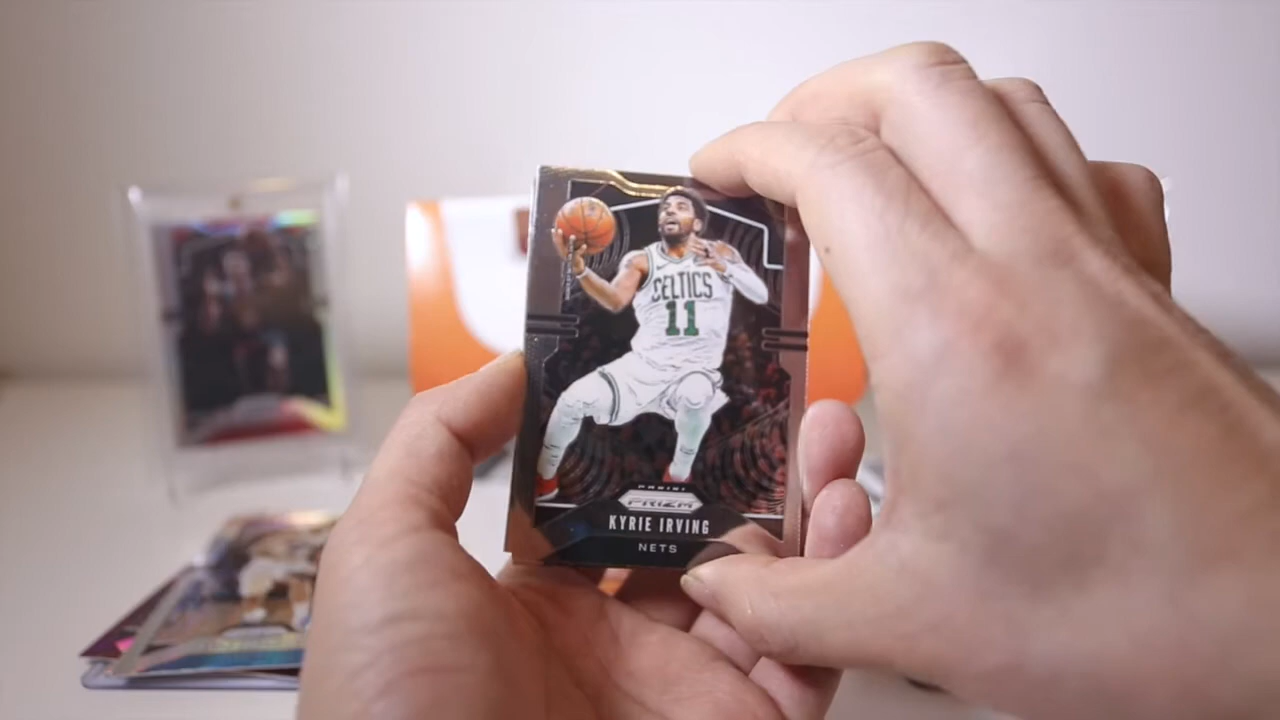 CELTICS
11
PANINI
PRIZM
KYRIE IRVING
NETS